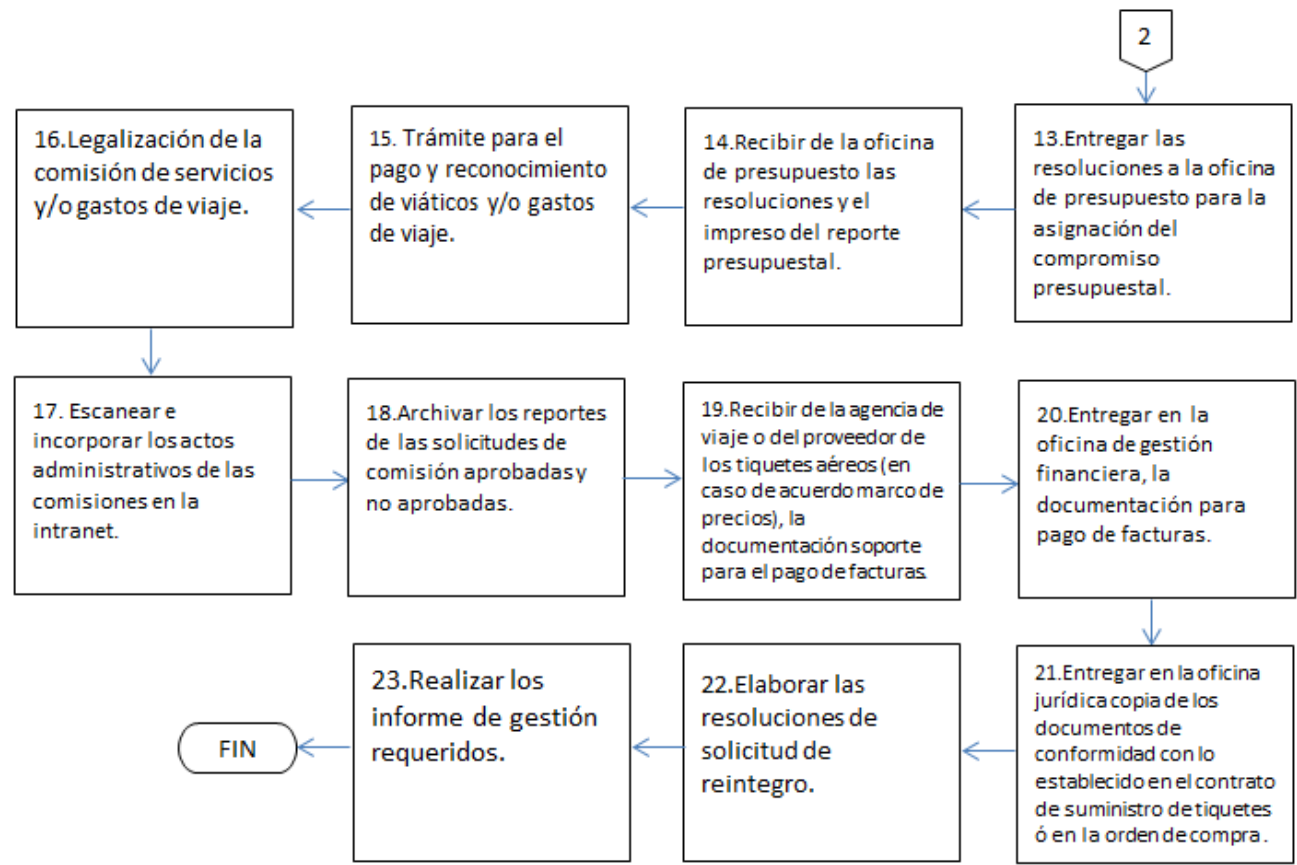 2
13.Entregar las
resoluciones a la oficina
de presupuesto para la
asignación del
compromiso
presupuestal.
14.Recibir de la oficina
de presupuesto las
resoluciones y el
impreso del reporte
presupuestal.
15. Trámite para el
pago y reconocimiento
de viáticos y/o gastos
de viaje.
16.Legalización de la
comisión de servicios
y/o gastos de viaje.
17. Escanear e
incorporar los actos
administrativos de las
comisiones en la
intranet.
18.Archivar los reportes
de las solicitudes de
comisión aprobadas y
no aprobadas.
19.Recibir de la agencia de
viaje o del proveedor de
los tiquetes aéreos (en
caso de acuerdo marco de
precios), la
documentación soporte
para el pago de facturas.
20.Entregar en la
oficina de gestión
financiera, la
documentación para
pago de facturas.
21.Entregar en la oficina
jurídica copia de los
documentos de
conformidad con lo
establecido en el contrato
de suministro de tiquetes
ó en la orden de compra.
22.Elaborar las
resoluciones de
solicitud de
reintegro.
23.Realizar los
informe de gestión
requeridos.
FIN